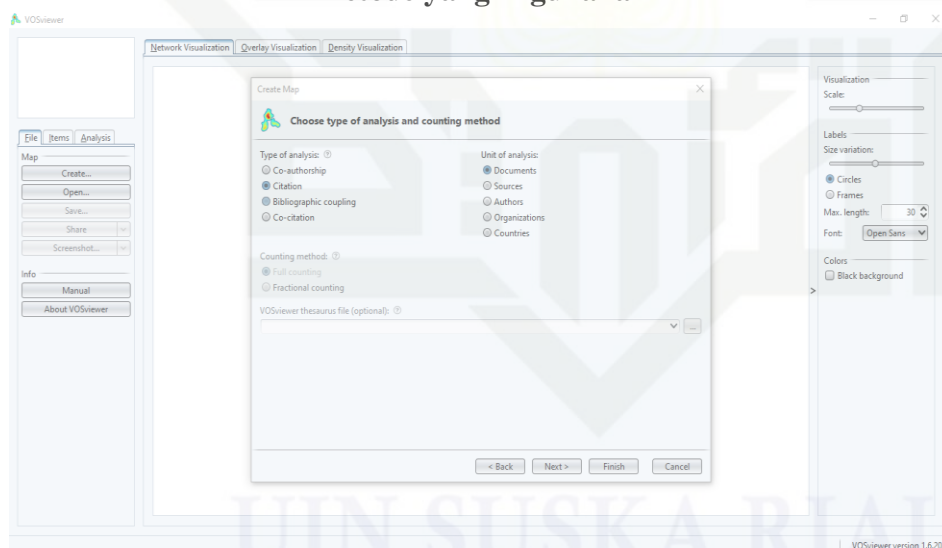 yang
VOSviewer
Network Visualization Overlay Visualization Density Visualization
File Items Analysis
Map
Create...
Open...
Save...
Share
Screenshot...
Info
Manual
About VOSviewer
Create Map
Choose type of analysis and counting method
Type of analysis:
Co-authorship
Citation
Bibliographic coupling
Co-citation
Unit of analysis:
Documents
Sources
Authors
Organizations
Countries
Counting method:
Full counting
Fractional counting
VOSviewer thesaurus file (optional):
...
< Back Next > Finish Cancel
Visualization
Scale:
Labels
Size variation:
Circles
Frames
Max. length: 30
Font: Open Sans
Colors
Black background
>
UIN SUSKA RIAU
VOSviewer version 1.6.20